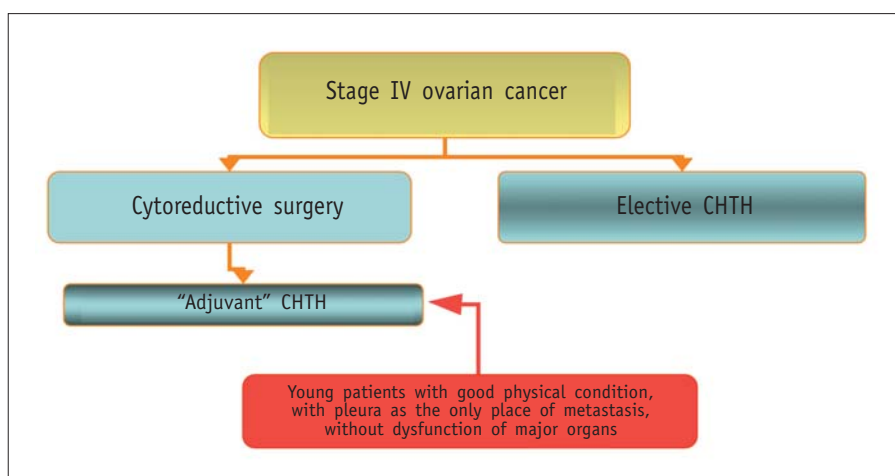 Stage IV ovarian cancer
Cytoreductive surgery
Elective CHTH
“Adjuvant” CHTH
Young patients with good physical condition,
with pleura as the only place of metastasis,
without dysfunction of major organs